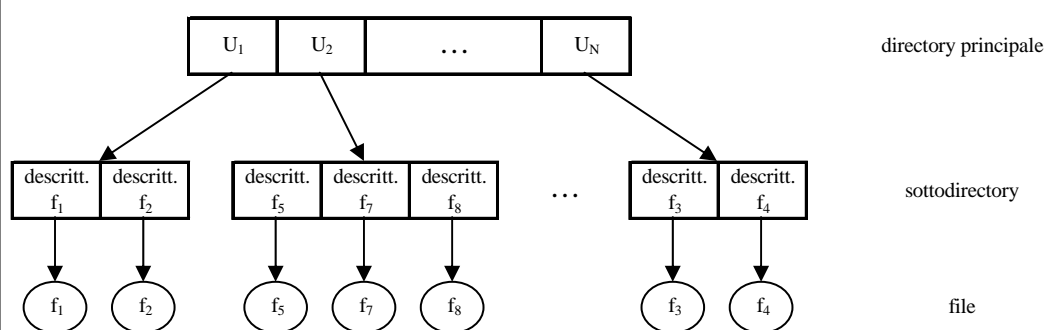 U₁ U₂ … U_N directory principale
descritt. descritt. descritt. descritt. descritt. descritt. descritt.
f₁ f₂ f₅ f₇ f₈ … f₃ f₄ sottodirectory
f₁ f₂ f₅ f₇ f₈ f₃ f₄ file